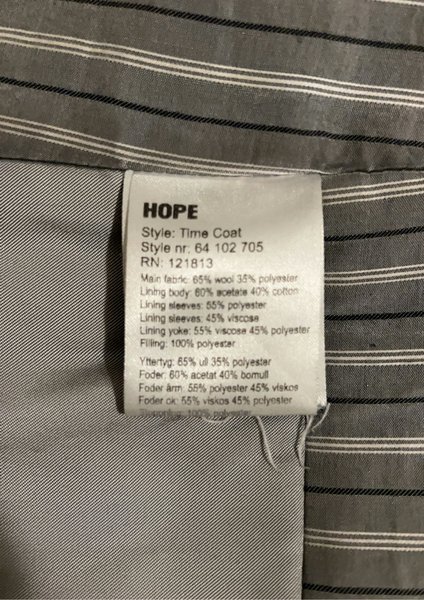 HOPE
Style: Time Coat
Style nr: 64 102 705
RN: 121813
Main fabric: 65% wool 35% polyester
Lining body: 60% acetate 40% cotton
Lining sleeves: 55% polyester
Lining sleeves: 45% viscose
Lining yoke: 55% viscose 45% polyester
Filling: 100% polyester
Yttertyg: 65% ull 35% polyester
Foder: 60% acetat 40% bomull
Foder ärm: 55% polyester 45% viskos
Foder ok: 55% viskos 45% polyester
100% polyester